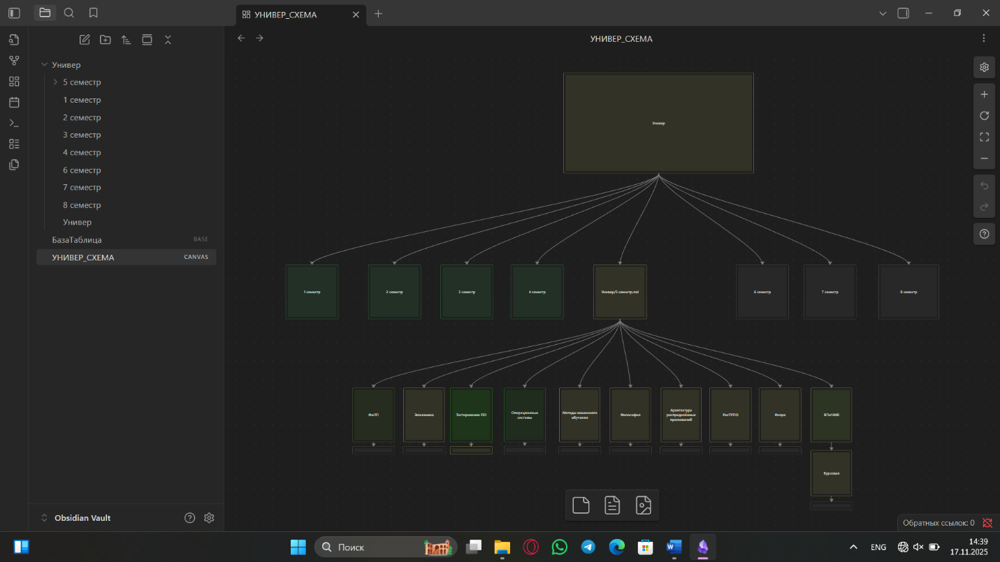 УНИВЕР_СХЕМА
УНИВЕР_СХЕМА
Универ
5 семестр
1 семестр
2 семестр
3 семестр
4 семестр
6 семестр
7 семестр
8 семестр
Универ
БазаТаблица BASE
УНИВЕР_СХЕМА CANVAS
Универ
1 семестр
2 семестр
3 семестр
4 семестр
Универ/5 семестр.md
6 семестр
7 семестр
8 семестр
ФиЛП
Экономика
Тестирование ПО
Операционные
системы
Методы машинного
обучения
Философия
Архитектура
распределённых
приложений
РосТРПО
Физра
ВПиЧМВ
Курсовая
Obsidian Vault
Обратных ссылок: 0
Поиск
ENG
14:39
17.11.2025